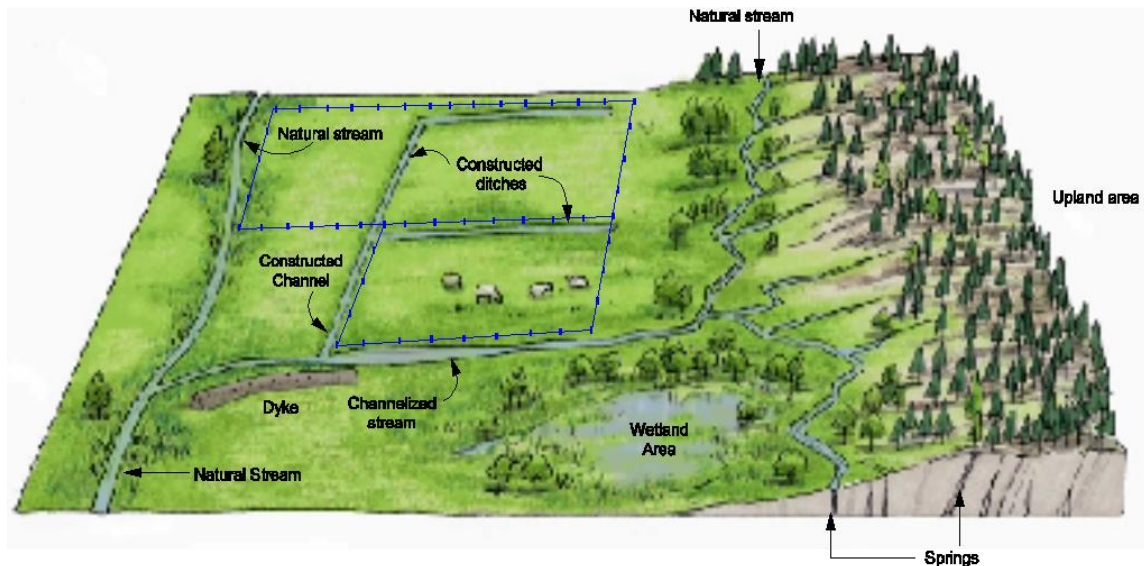 Natural stream
Natural stream
Constructed
ditches
Upland area
Constructed
Channel
Dyke
Channelized
stream
Wetland
Area
Natural Stream
Springs